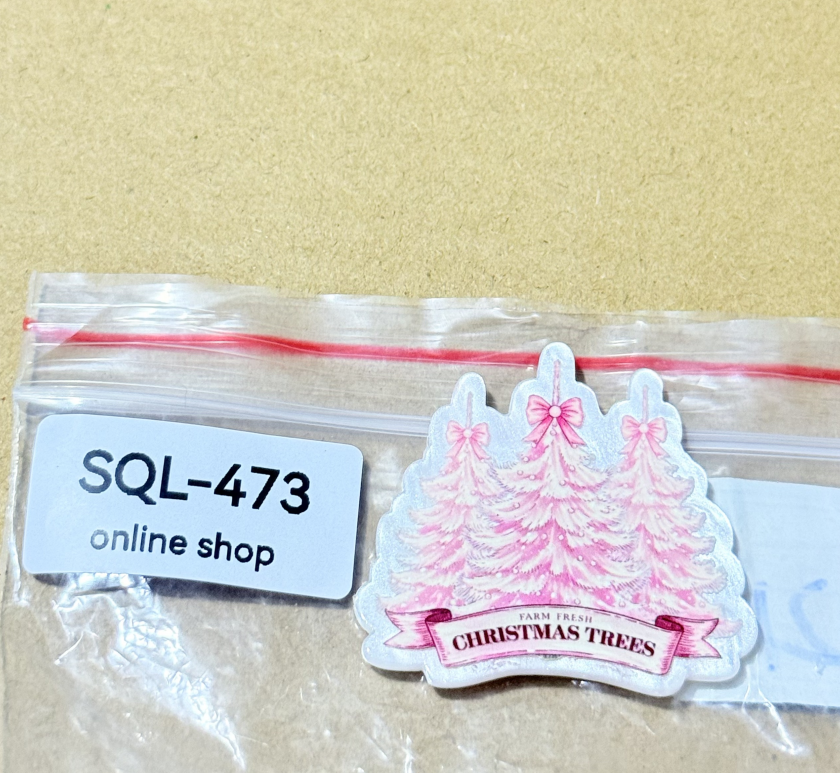 SQL-473
online shop
FARM FRESH
CHRISTMAS TREES